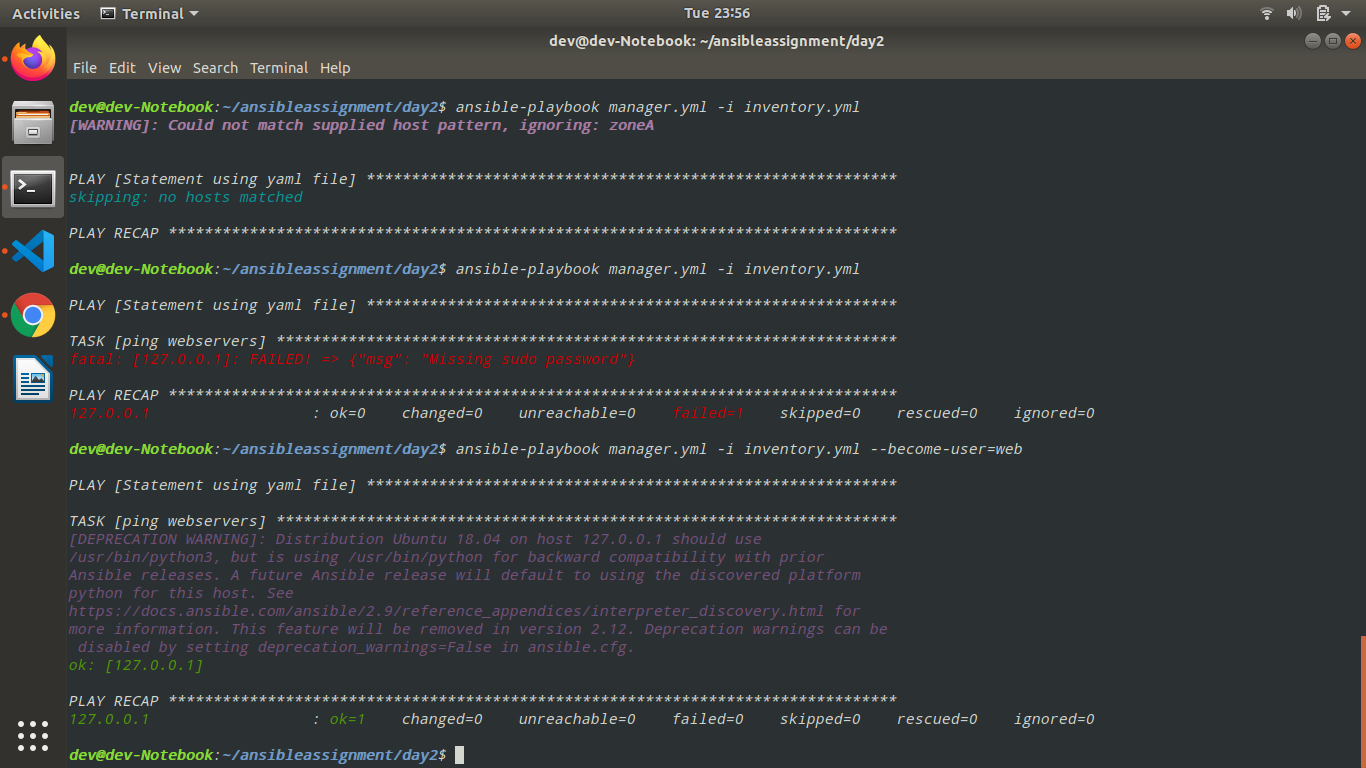 Activities Terminal Tue 23:56
dev@dev-Notebook: ~/ansibleassignment/day2
File Edit View Search Terminal Help
dev@dev-Notebook:~/ansibleassignment/day2$ ansible-playbook manager.yml -i inventory.yml
[WARNING]: Could not match supplied host pattern, ignoring: zoneA
PLAY [Statement using yaml file] ***********************************************************
skipping: no hosts matched
PLAY RECAP *********************************************************************************
dev@dev-Notebook:~/ansibleassignment/day2$ ansible-playbook manager.yml -i inventory.yml
PLAY [Statement using yaml file] ***********************************************************
TASK [ping webservers] *********************************************************************
fatal: [127.0.0.1]: FAILED! => {"msg": "Missing sudo password"}
PLAY RECAP *********************************************************************************
127.0.0.1                  : ok=0    changed=0    unreachable=0    failed=1    skipped=0    rescued=0    ignored=0
dev@dev-Notebook:~/ansibleassignment/day2$ ansible-playbook manager.yml -i inventory.yml --become-user=web
PLAY [Statement using yaml file] ***********************************************************
TASK [ping webservers] *********************************************************************
[DEPRECATION WARNING]: Distribution Ubuntu 18.04 on host 127.0.0.1 should use
/usr/bin/python3, but is using /usr/bin/python for backward compatibility with prior
Ansible releases. A future Ansible release will default to using the discovered platform
python for this host. See
https://docs.ansible.com/ansible/2.9/reference_appendices/interpreter_discovery.html for
more information. This feature will be removed in version 2.12. Deprecation warnings can be
 disabled by setting deprecation_warnings=False in ansible.cfg.
ok: [127.0.0.1]
PLAY RECAP *********************************************************************************
127.0.0.1                  : ok=1    changed=0    unreachable=0    failed=0    skipped=0    rescued=0    ignored=0
dev@dev-Notebook:~/ansibleassignment/day2$